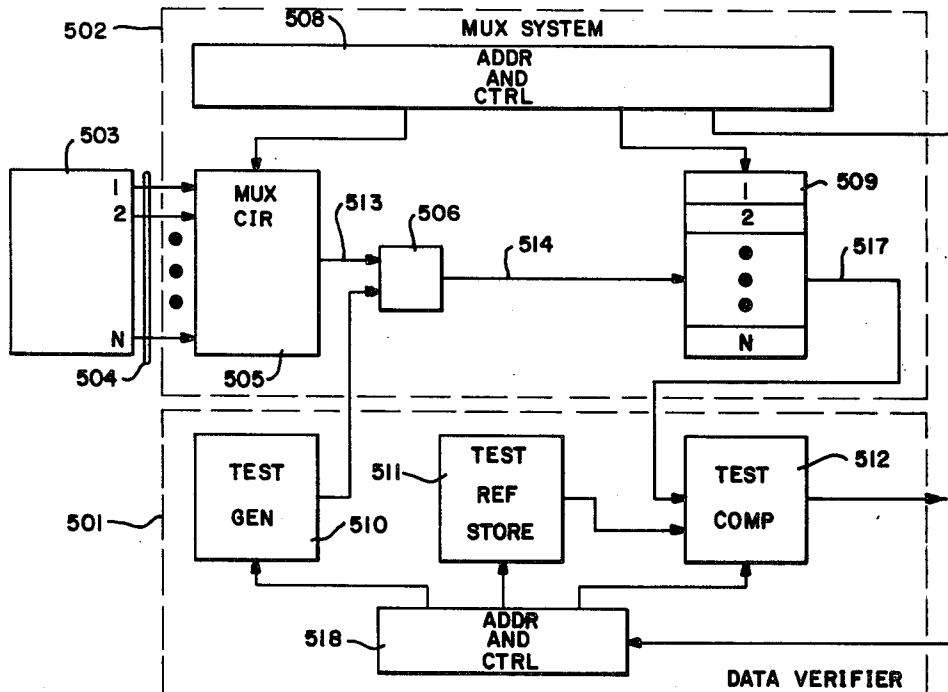 502
508
MUX SYSTEM
ADDR
AND
CTRL
503
1
2
N
504
MUX
CIR
505
513
506
514
509
1
2
N
517
501
TEST
GEN
510
511
TEST
REF
STORE
512
TEST
COMP
518
ADDR
AND
CTRL
DATA VERIFIER